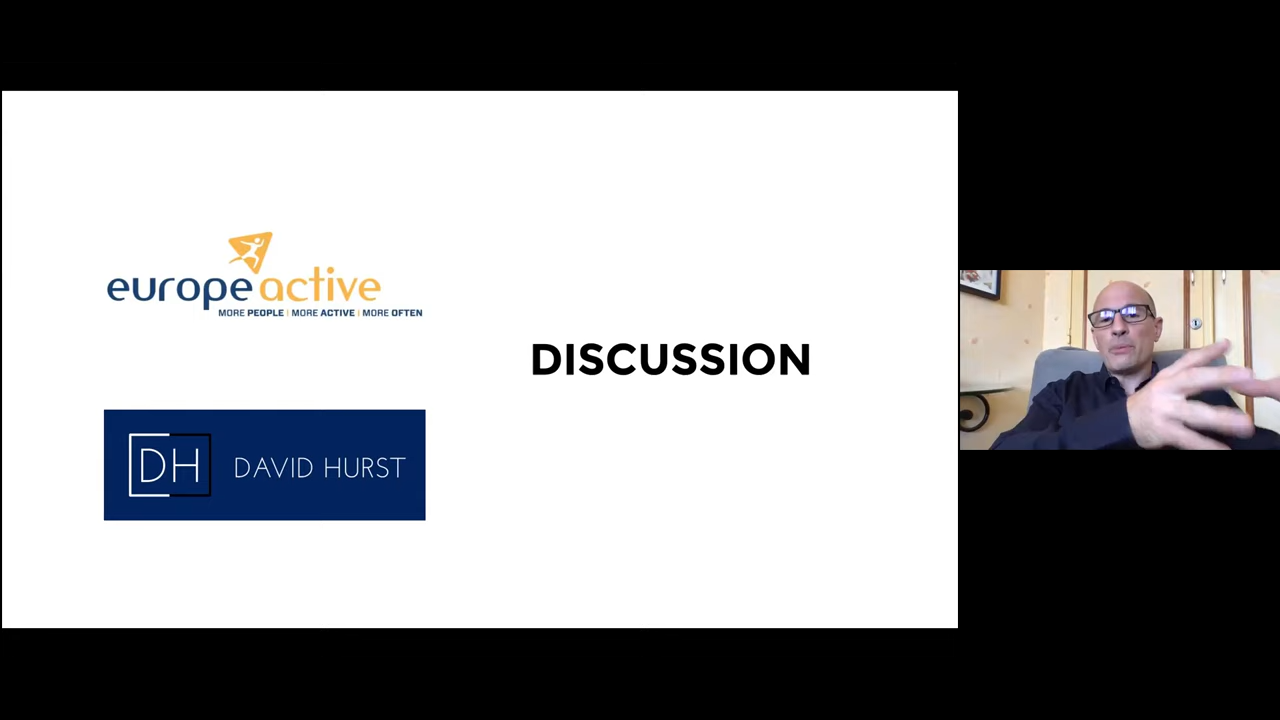 europe active
MORE PEOPLE | MORE ACTIVE | MORE OFTEN
DISCUSSION
DH DAVID HURST